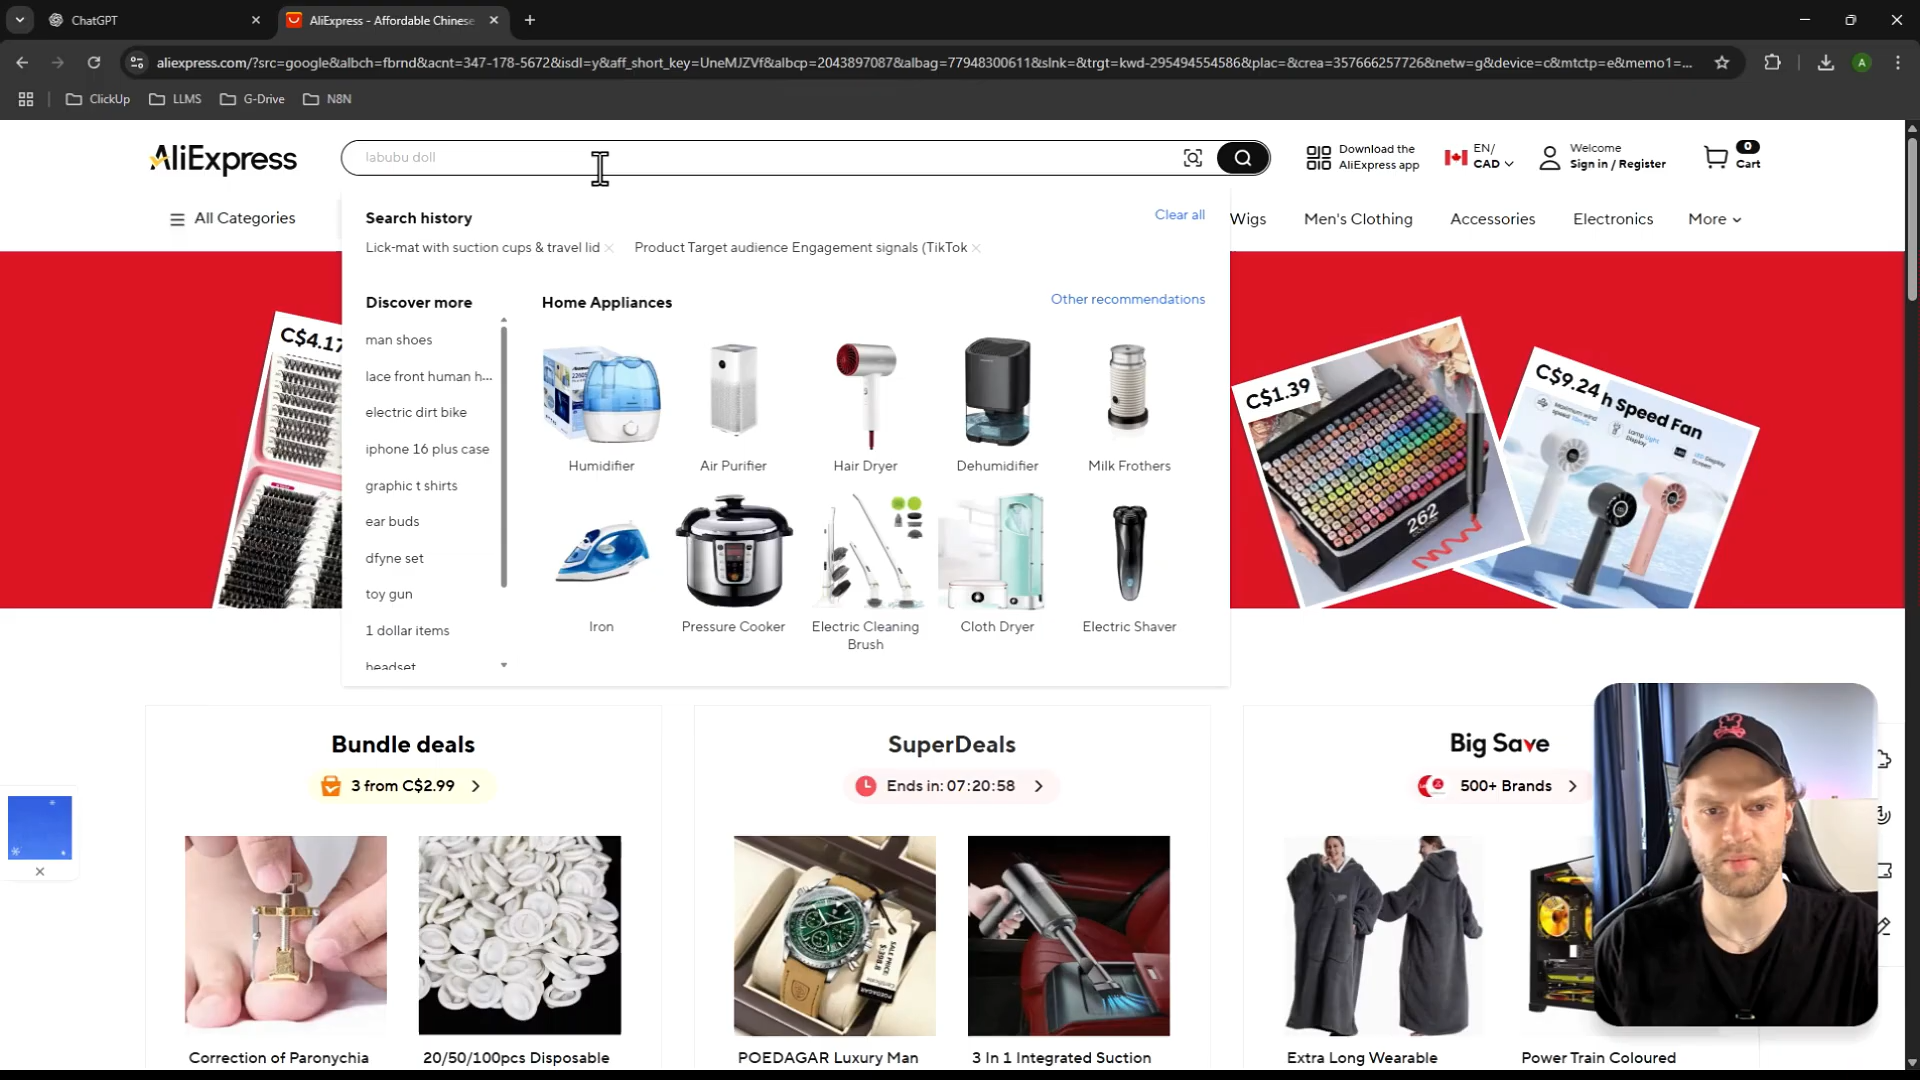 ChatGPT
AliExpress - Affordable Chinese
aliexpress.com/?src=google&albch=fbrnd&acnt=347-178-5672&isdl=y&aff_short_key=UneMJZVf&albcp=2043897087&albag=77948300611&slnk=&trgt=kwd-295494554586&plac=&crea=357666257726&netw=g&device=c&mtctp=e&memo1=...
A
ClickUp
LLMS
G-Drive
N8N
AliExpress
labubu doll
Download the
AliExpress app
EN/
CAD
Welcome
Sign in / Register
0
Cart
All Categories
Wigs
Men's Clothing
Accessories
Electronics
More
Search history
Clear all
Lick-mat with suction cups & travel lid
Product Target audience Engagement signals (TikTok
Discover more
man shoes
lace front human h...
electric dirt bike
iphone 16 plus case
graphic t shirts
ear buds
dfyne set
toy gun
1 dollar items
headset
Home Appliances
Other recommendations
Humidifier
Air Purifier
Hair Dryer
Dehumidifier
Milk Frothers
Iron
Pressure Cooker
Electric Cleaning
Brush
Cloth Dryer
Electric Shaver
C$4.17
C$1.39
262
C$9.24
h Speed Fan
Bundle deals
3 from C$2.99
SuperDeals
Ends in: 07:20:58
Big Save
500+ Brands
POEDAGAR
Correction of Paronychia
20/50/100pcs Disposable
POEDAGAR Luxury Man
3 In 1 Integrated Suction
Extra Long Wearable
Power Train Coloured